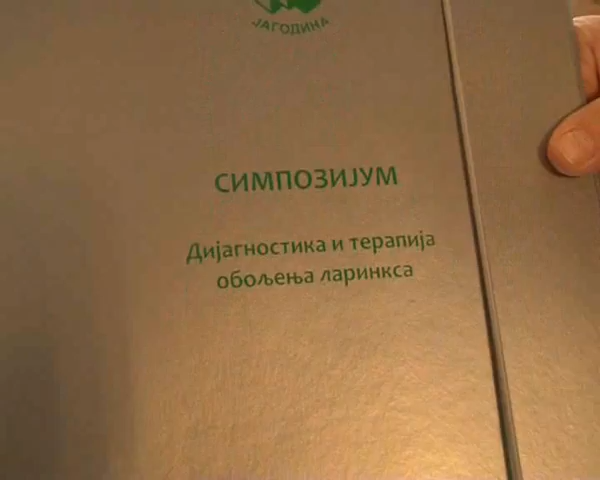 ЈАГОДИНА
СИМПОЗИЈУМ
Дијагностика и терапија
обољења ларинкса